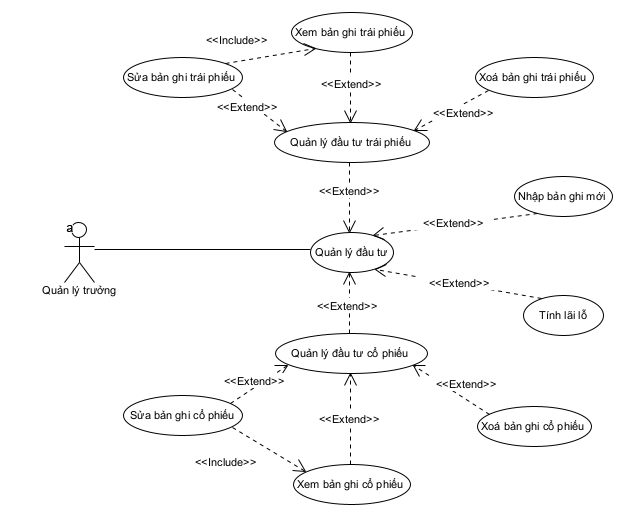 Xem bản ghi trái phiếu
<<Include>>
Sửa bản ghi trái phiếu
<<Extend>>
Xoá bản ghi trái phiếu
<<Extend>>
<<Extend>>
Quản lý đầu tư trái phiếu
<<Extend>>
Nhập bản ghi mới
<<Extend>>
a
Quản lý đầu tư
Quản lý trưởng
<<Extend>>
<<Extend>>
Tính lãi lỗ
Quản lý đầu tư cổ phiếu
<<Extend>>
<<Extend>>
Sửa bản ghi cổ phiếu
<<Extend>>
Xoá bản ghi cổ phiếu
<<Include>>
Xem bản ghi cổ phiếu